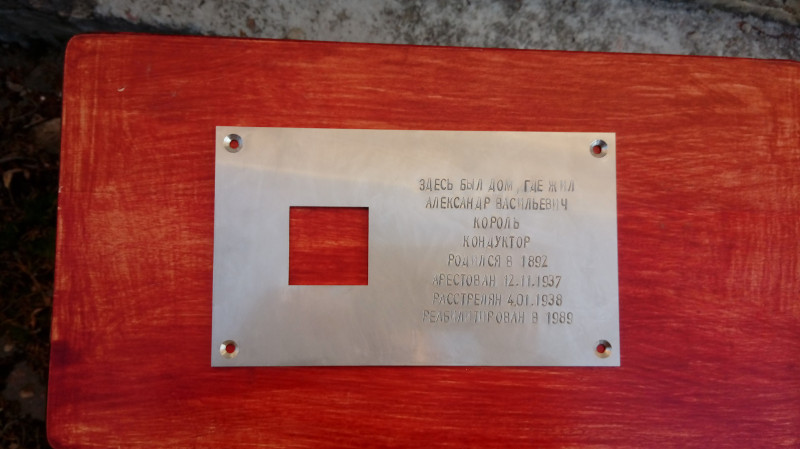 ЗДЕСЬ БЫЛ ДОМ, ГДЕ ЖИЛ
АЛЕКСАНДР ВАСИЛЬЕВИЧ
КОРОЛЬ
КОНДУКТОР
РОДИЛСЯ В 1892
АРЕСТОВАН 12.11.1937
РАССТРЕЛЯН 4.01.1938
РЕАБИЛИТИРОВАН В 1989